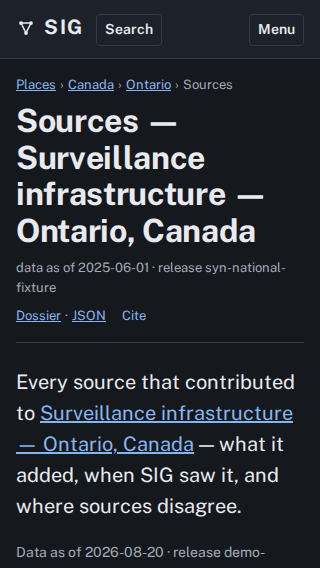 SIG
Search
Menu
Places › Canada › Ontario › Sources
Sources —
Surveillance
infrastructure —
Ontario, Canada
data as of 2025-06-01 · release syn-national-
fixture
Dossier · JSON Cite
Every source that contributed
to Surveillance infrastructure
— Ontario, Canada — what it
added, when SIG saw it, and
where sources disagree.
Data as of 2026-08-20 · release demo-